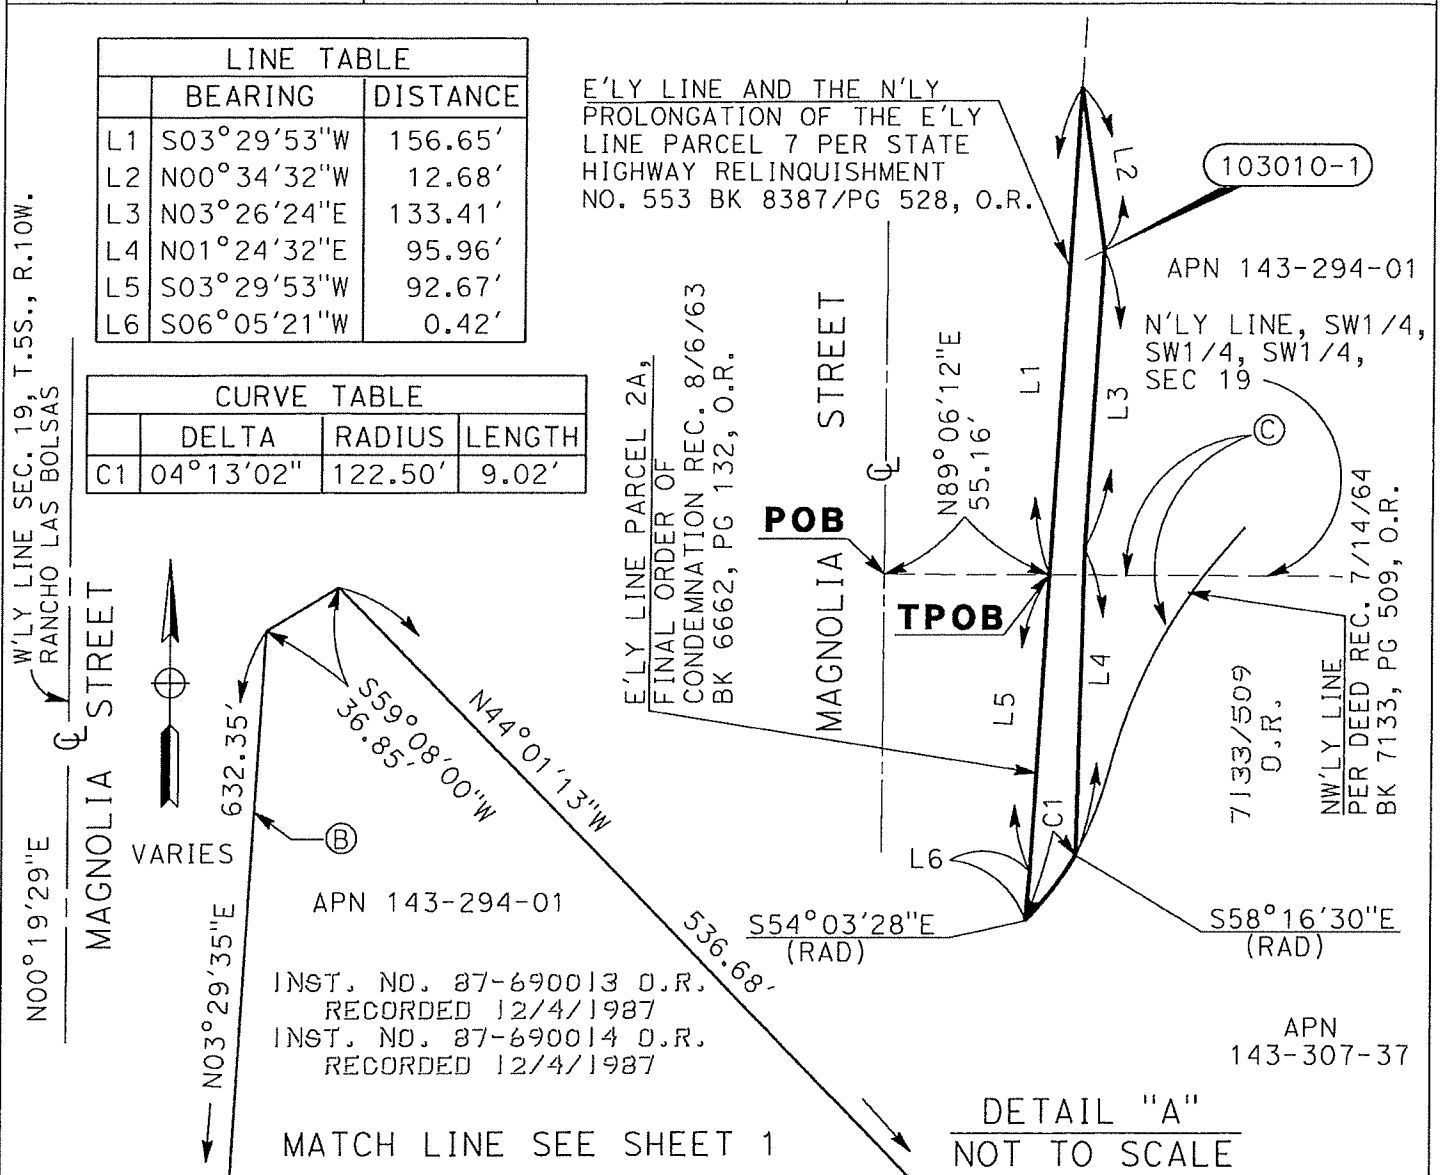 LINE TABLE
BEARING DISTANCE
L1 S03°29'53"W 156.65'
L2 N00°34'32"W 12.68'
L3 N03°26'24"E 133.41'
L4 N01°24'32"E 95.96'
L5 S03°29'53"W 92.67'
L6 S06°05'21"W 0.42'
CURVE TABLE
DELTA RADIUS LENGTH
C1 04°13'02" 122.50' 9.02'
E'LY LINE AND THE N'LY
PROLONGATION OF THE E'LY
LINE PARCEL 7 PER STATE
HIGHWAY RELINQUISHMENT
NO. 553 BK 8387/PG 528, O.R.
L2
103010-1
APN 143-294-01
N'LY LINE, SW1/4,
SW1/4, SW1/4,
SEC 19
W'LY LINE SEC. 19, T.5S., R.10W.
RANCHO LAS BOLSAS
E'LY LINE PARCEL 2A,
FINAL ORDER OF
CONDEMNATION REC. 8/6/63
BK 6662, PG 132, O.R.
MAGNOLIA STREET
CL
N89°06'12"E
55.16'
L1
L3
C
POB
TPOB
L5
L4
L6
C1
7133/509
O.R.
NW'LY LINE
PER DEED REC. 7/14/64
BK 7133, PG 509, O.R.
S54°03'28"E
(RAD)
S58°16'30"E
(RAD)
APN
143-307-37
DETAIL "A"
NOT TO SCALE
MAGNOLIA STREET
CL
N00°19'29"E
VARIES
632.35'
N03°29'35"E
B
S59°08'00"W
36.85'
N44°01'13"W
536.68'
APN 143-294-01
INST. NO. 87-690013 O.R.
RECORDED 12/4/1987
INST. NO. 87-690014 O.R.
RECORDED 12/4/1987
MATCH LINE SEE SHEET 1